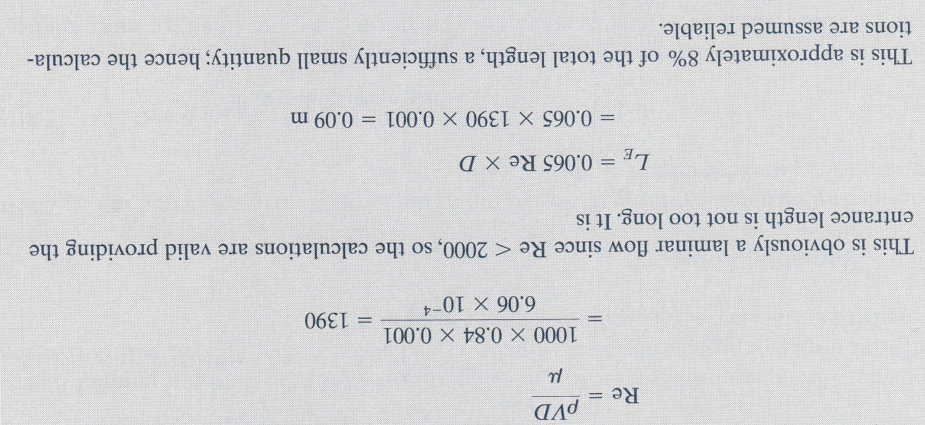 Re = ρVD / μ
= 1000 × 0.84 × 0.001 / 6.06 × 10⁻⁴ = 1390
This is obviously a laminar flow since Re < 2000, so the calculations are valid providing the
entrance length is not too long. It is
L_E = 0.065 Re × D
= 0.065 × 1390 × 0.001 = 0.09 m
This is approximately 8% of the total length, a sufficiently small quantity; hence the calcula-
tions are assumed reliable.